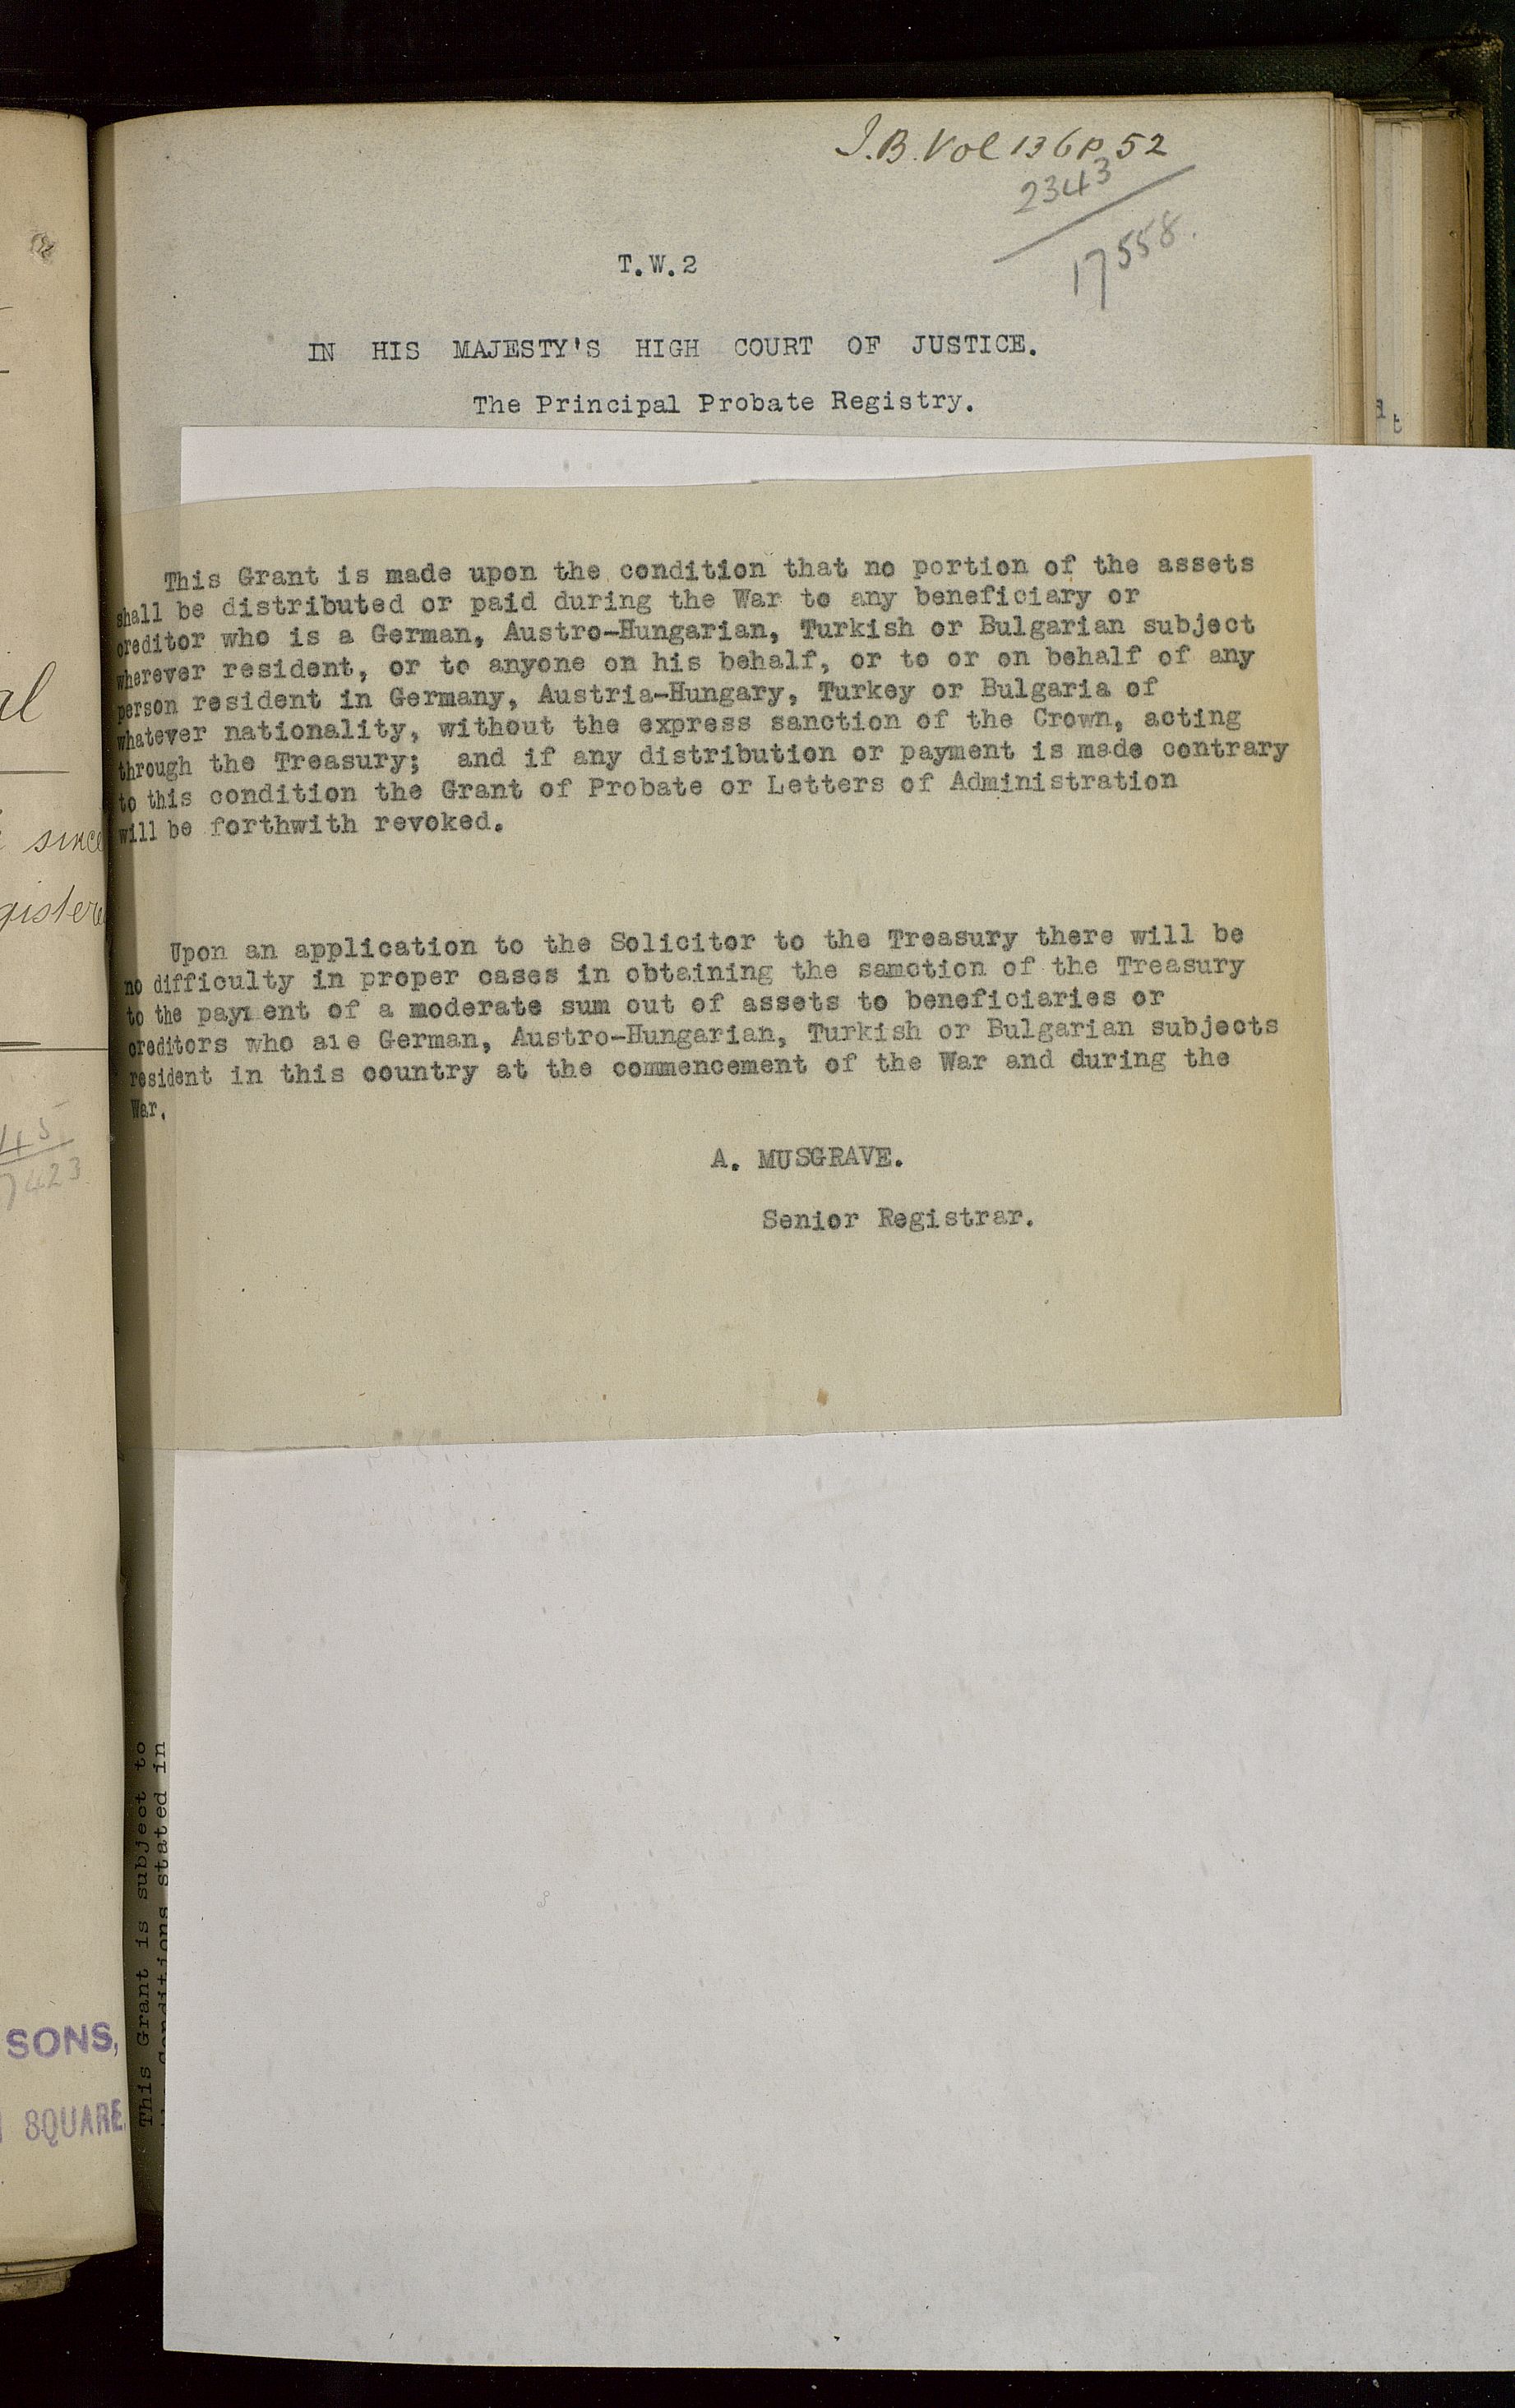 J.B. Vol 136 P 52
2343
17558.
T.W.2
IN HIS MAJESTY'S HIGH COURT OF JUSTICE.
The Principal Probate Registry.
This Grant is made upon the condition that no portion of the assets
shall be distributed or paid during the War to any beneficiary or
creditor who is a German, Austro-Hungarian, Turkish or Bulgarian subject
wherever resident, or to anyone on his behalf, or to or on behalf of any
person resident in Germany, Austria-Hungary, Turkey or Bulgaria of
whatever nationality, without the express sanction of the Crown, acting
through the Treasury; and if any distribution or payment is made contrary
to this condition the Grant of Probate or Letters of Administration
will be forthwith revoked.
Upon an application to the Solicitor to the Treasury there will be
no difficulty in proper cases in obtaining the samction of the Treasury
to the payment of a moderate sum out of assets to beneficiaries or
creditors who are German, Austro-Hungarian, Turkish or Bulgarian subjects
resident in this country at the commencement of the War and during the
War.
A. MUSGRAVE.
Senior Registrar.
This Grant is subject to
Conditions stated in
al
since
45
7423
SONS,
SQUARE